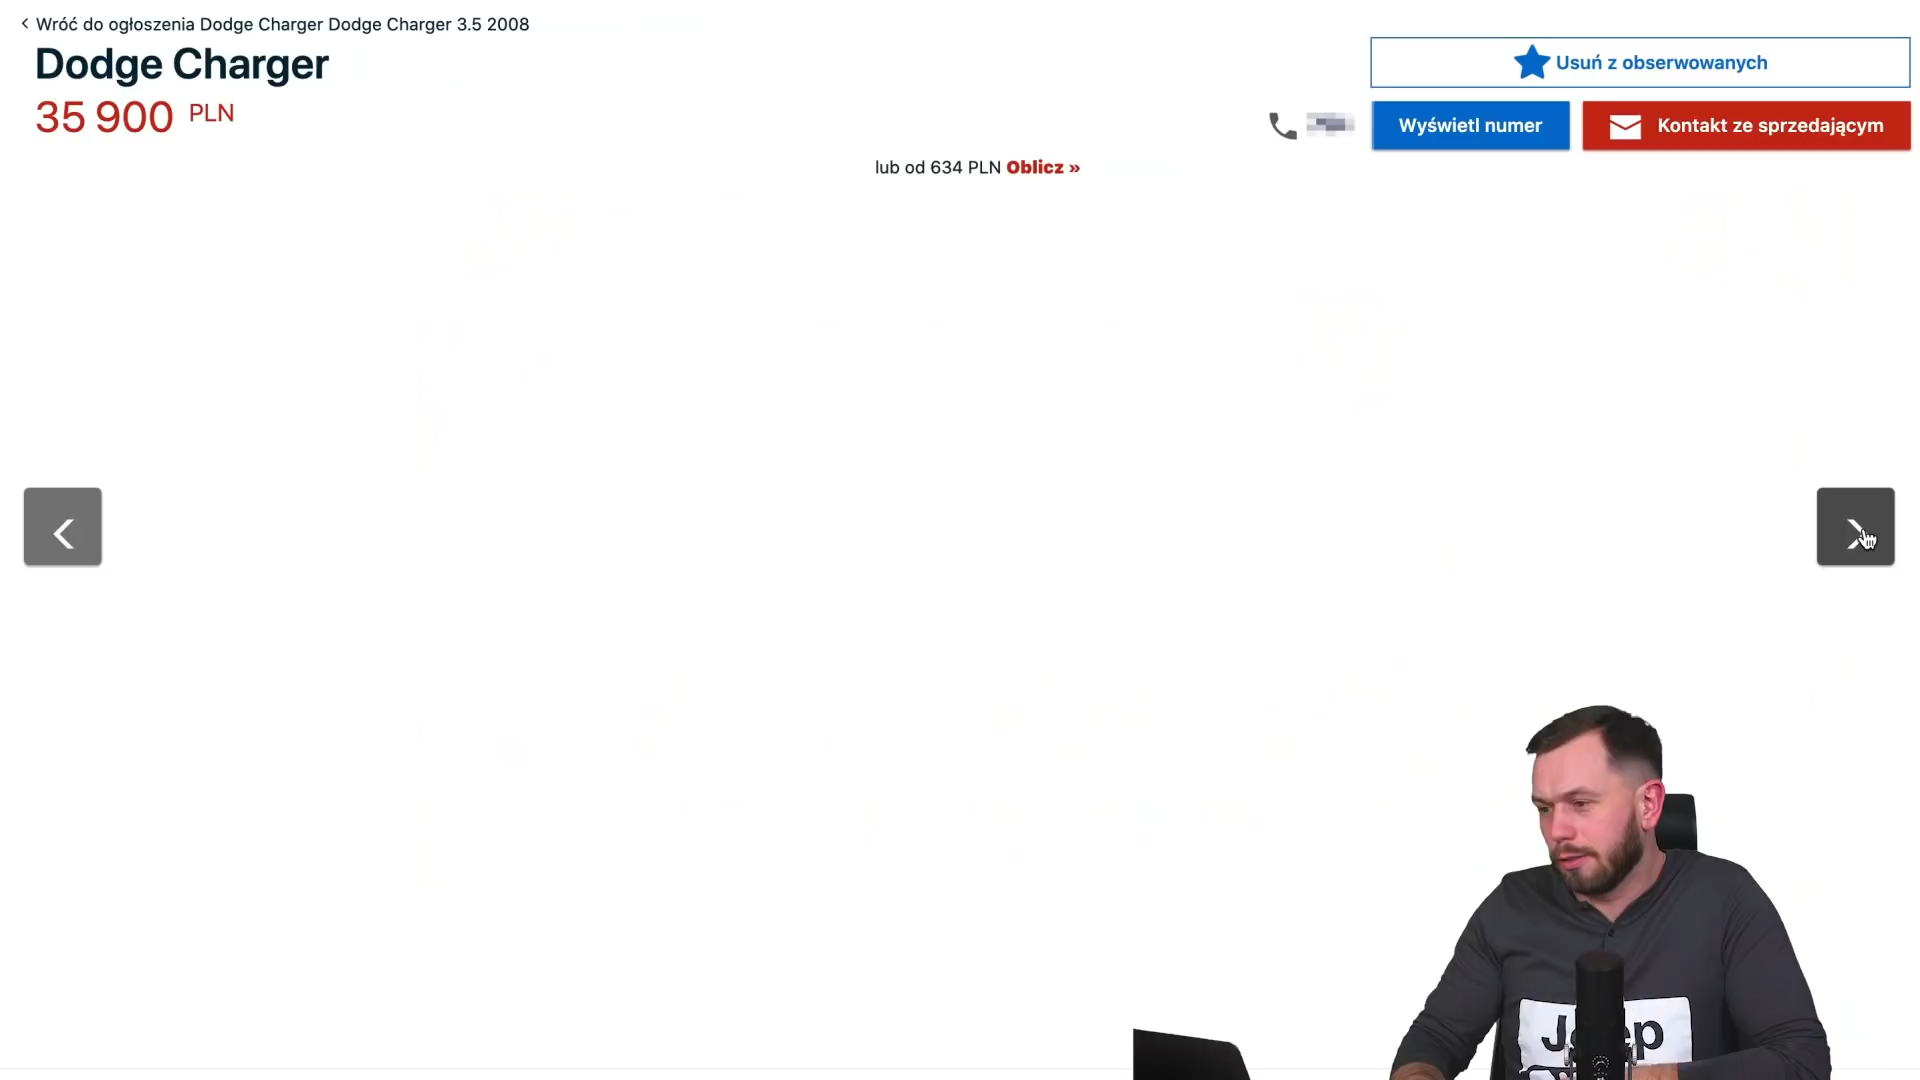 Wróć do ogłoszenia Dodge Charger Dodge Charger 3.5 2008
Dodge Charger
35 900 PLN
Usuń z obserwowanych
Wyświetl numer
Kontakt ze sprzedającym
lub od 634 PLN Oblicz »